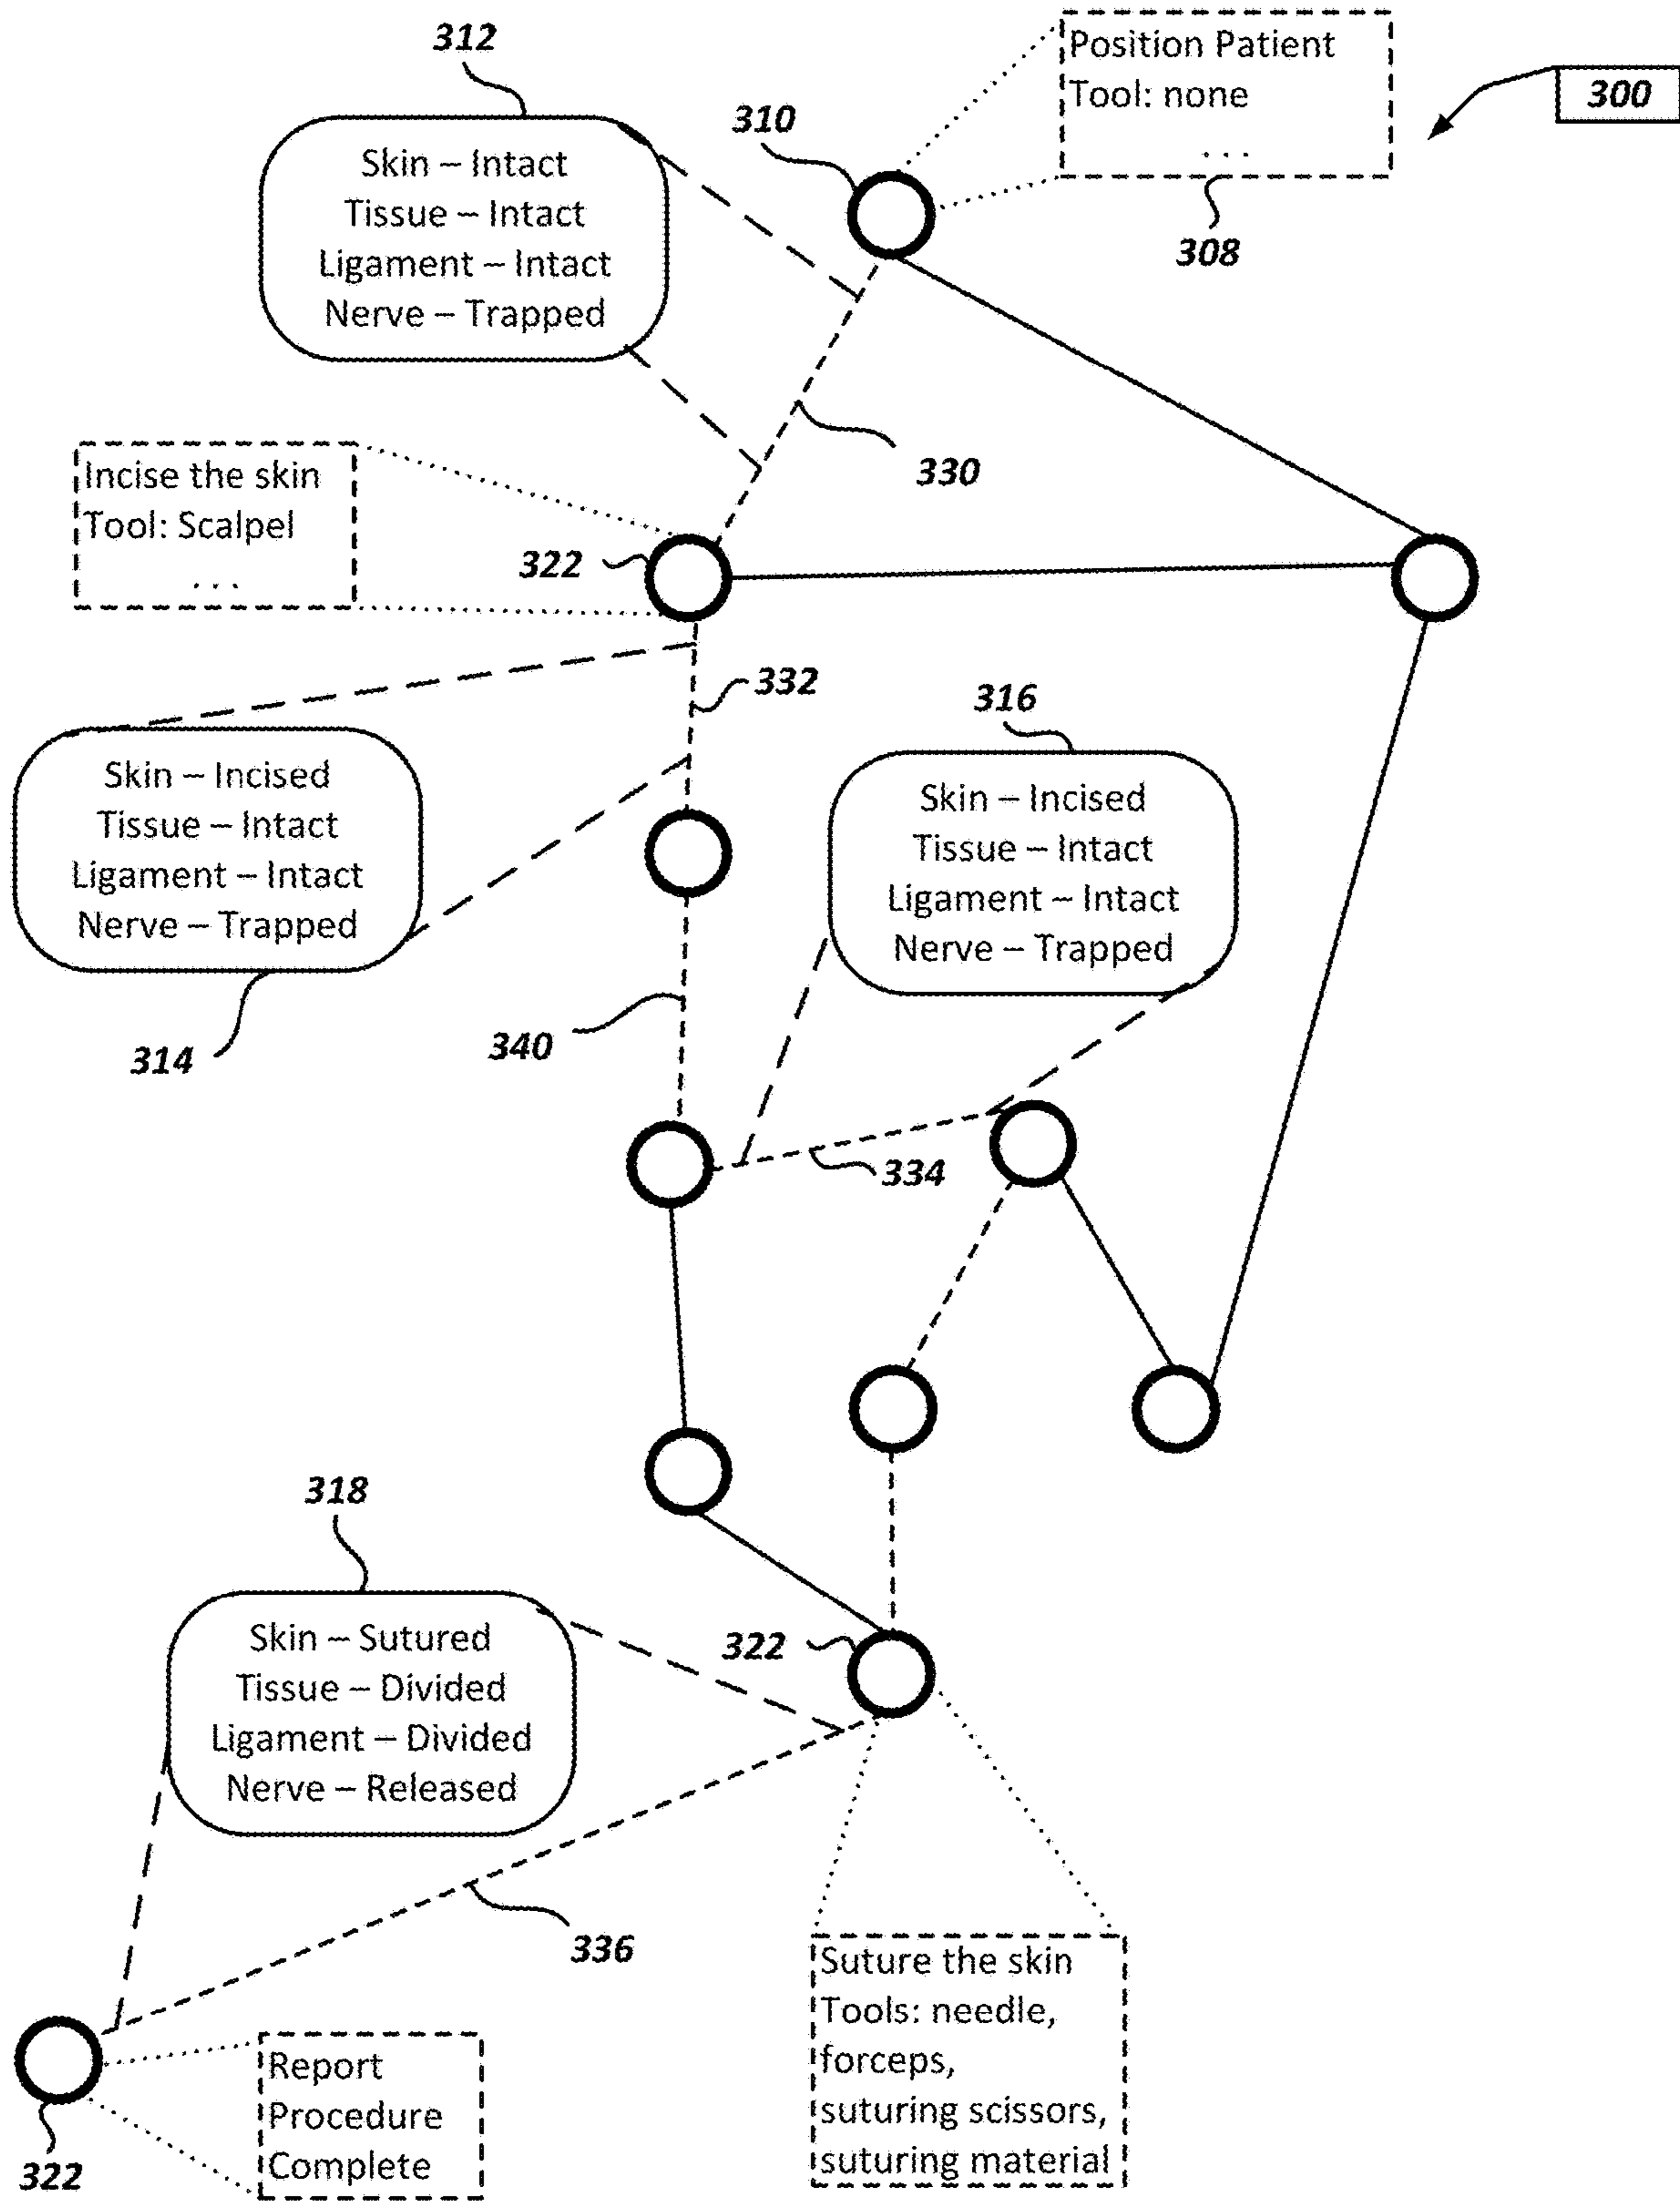 312
Position Patient
Tool: none
...
300
310
308
Skin – Intact
Tissue – Intact
Ligament – Intact
Nerve – Trapped
330
Incise the skin
Tool: Scalpel
...
322
332
316
Skin – Incised
Tissue – Intact
Ligament – Intact
Nerve – Trapped
314
Skin – Incised
Tissue – Intact
Ligament – Intact
Nerve – Trapped
340
334
318
Skin – Sutured
Tissue – Divided
Ligament – Divided
Nerve – Released
322
336
Suture the skin
Tools: needle,
forceps,
suturing scissors,
suturing material
Report
Procedure
Complete
322